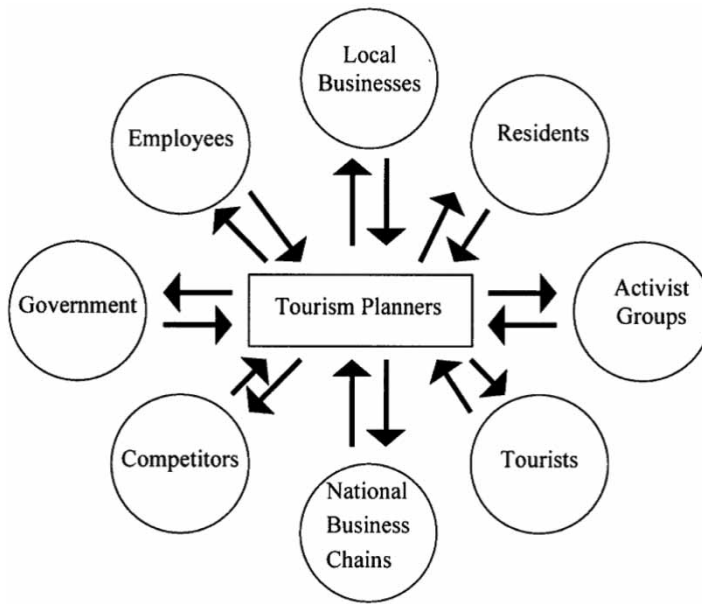 Local
Businesses
Employees
Residents
Government
Tourism Planners
Activist
Groups
Competitors
Tourists
National
Business
Chains